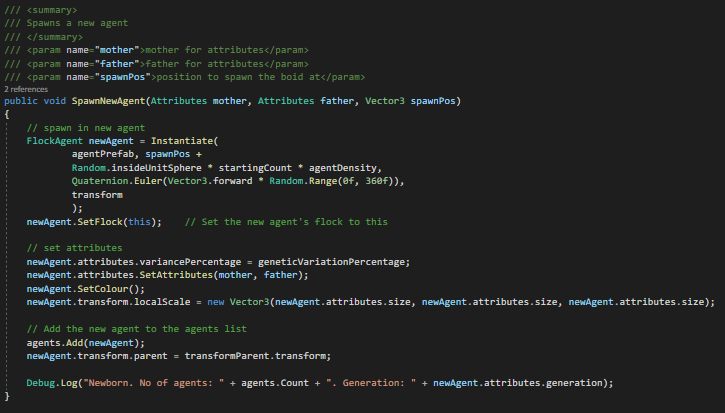 /// <summary>
/// Spawns a new agent
/// </summary>
/// <param name="mother">mother for attributes</param>
/// <param name="father">father for attributes</param>
/// <param name="spawnPos">position to spawn the boid at</param>
2 references
public void SpawnNewAgent(Attributes mother, Attributes father, Vector3 spawnPos)
{
    // spawn in new agent
    FlockAgent newAgent = Instantiate(
            agentPrefab, spawnPos +
            Random.insideUnitSphere * startingCount * agentDensity,
            Quaternion.Euler(Vector3.forward * Random.Range(0f, 360f)),
            transform
            );
    newAgent.SetFlock(this);    // Set the new agent's flock to this

    // set attributes
    newAgent.attributes.variancePercentage = geneticVariationPercentage;
    newAgent.attributes.SetAttributes(mother, father);
    newAgent.SetColour();
    newAgent.transform.localScale = new Vector3(newAgent.attributes.size, newAgent.attributes.size, newAgent.attributes.size);

    // Add the new agent to the agents list
    agents.Add(newAgent);
    newAgent.transform.parent = transformParent.transform;

    Debug.Log("Newborn. No of agents: " + agents.Count + ". Generation: " + newAgent.attributes.generation);
}